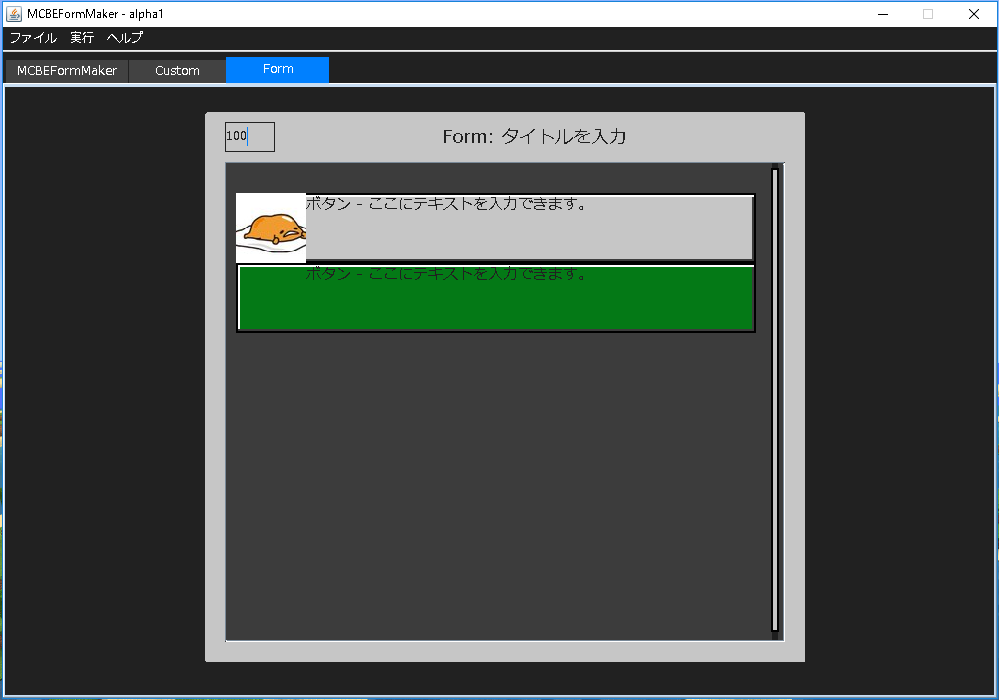 MCBEFormMaker - alpha1
ファイル 実行 ヘルプ
MCBEFormMaker Custom Form
100 Form: タイトルを入力
ボタン - ここにテキストを入力できます。
ボタン - ここにテキストを入力できます。